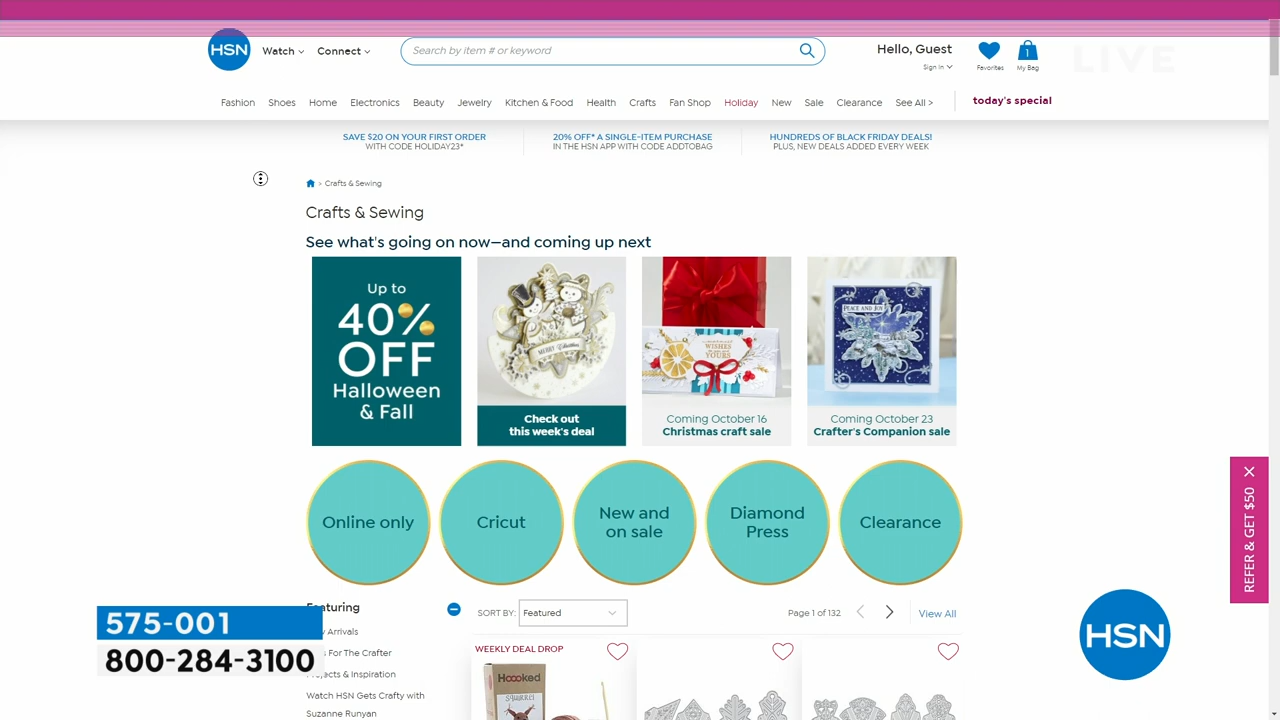 HSN
Watch
Connect
Search by item # or keyword
Hello, Guest
Sign In
Favorites
1
My Bag
LIVE
Fashion
Shoes
Home
Electronics
Beauty
Jewelry
Kitchen & Food
Health
Crafts
Fan Shop
Holiday
New
Sale
Clearance
See All >
today's special
SAVE $20 ON YOUR FIRST ORDER
WITH CODE HOLIDAY23*
20% OFF* A SINGLE-ITEM PURCHASE
IN THE HSN APP WITH CODE ADDTOBAG
HUNDREDS OF BLACK FRIDAY DEALS!
PLUS, NEW DEALS ADDED EVERY WEEK
> Crafts & Sewing
Crafts & Sewing
See what's going on now—and coming up next
Up to
40%
OFF
Halloween
& Fall
Check out
this week's deal
WISHES
YOURS
Coming October 16
Christmas craft sale
PEACE AND JOY
Coming October 23
Crafter's Companion sale
Online only
Cricut
New and
on sale
Diamond
Press
Clearance
REFER & GET $50
Featuring
SORT BY:
Featured
Page 1 of 132
View All
For The Crafter
& Inspiration
Watch HSN Gets Crafty with
Suzanne Runyan
WEEKLY DEAL DROP
Hoooked
575-001
800-284-3100
HSN